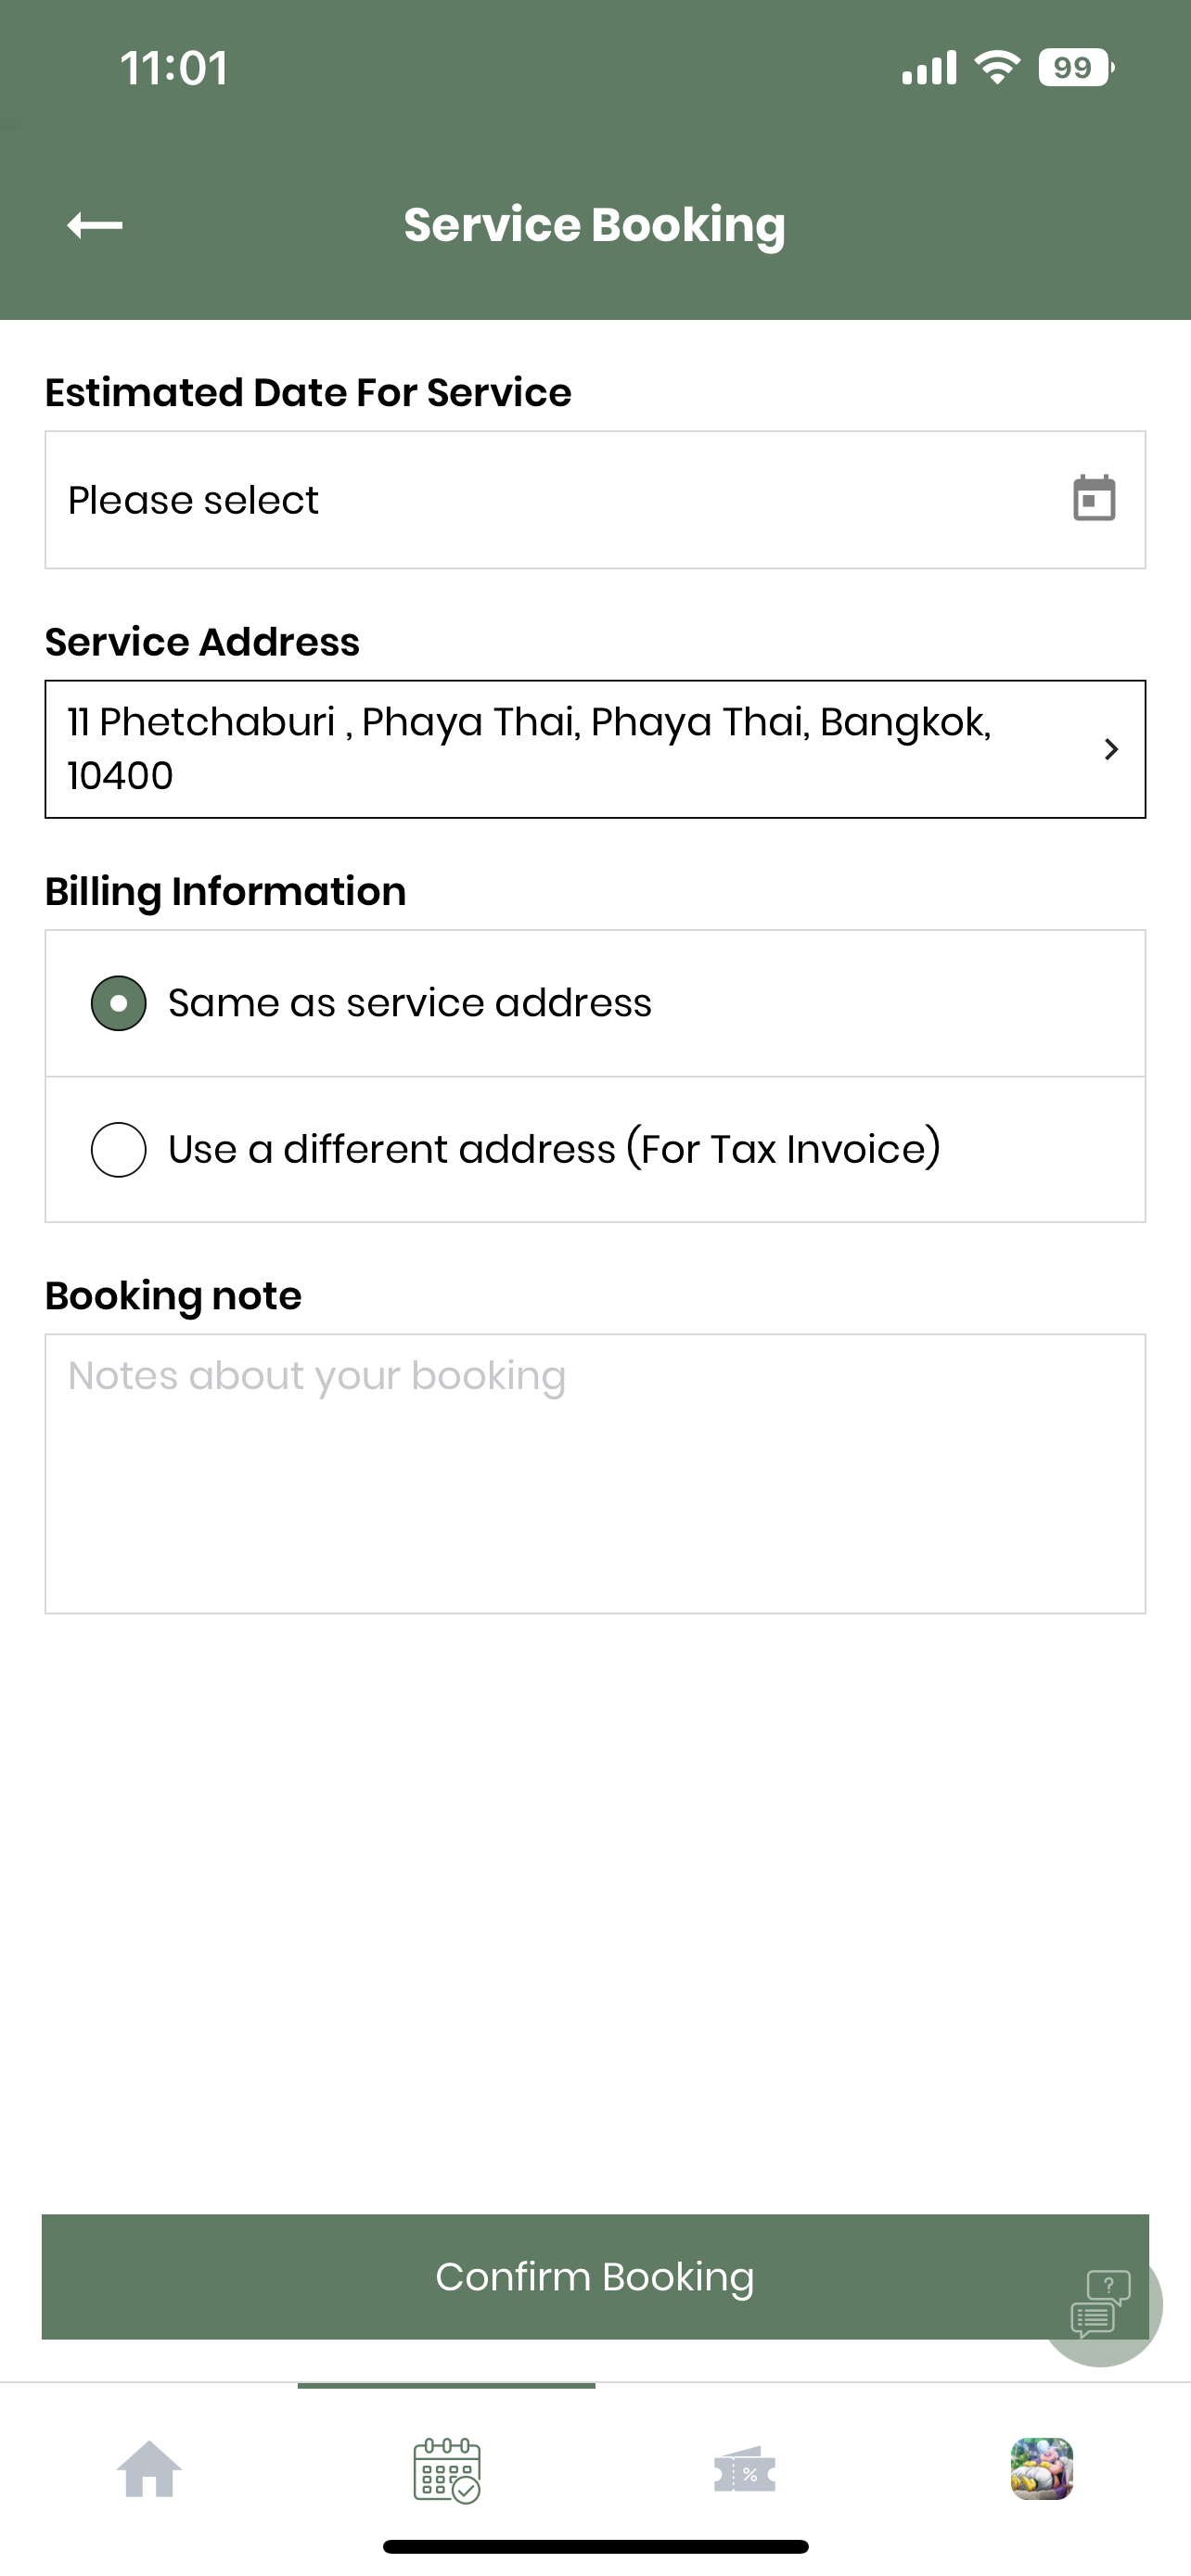 11:01
99
Service Booking
Estimated Date For Service
Please select
Service Address
11 Phetchaburi , Phaya Thai, Phaya Thai, Bangkok,
10400
Billing Information
Same as service address
Use a different address (For Tax Invoice)
Booking note
Notes about your booking
Confirm Booking
?
%